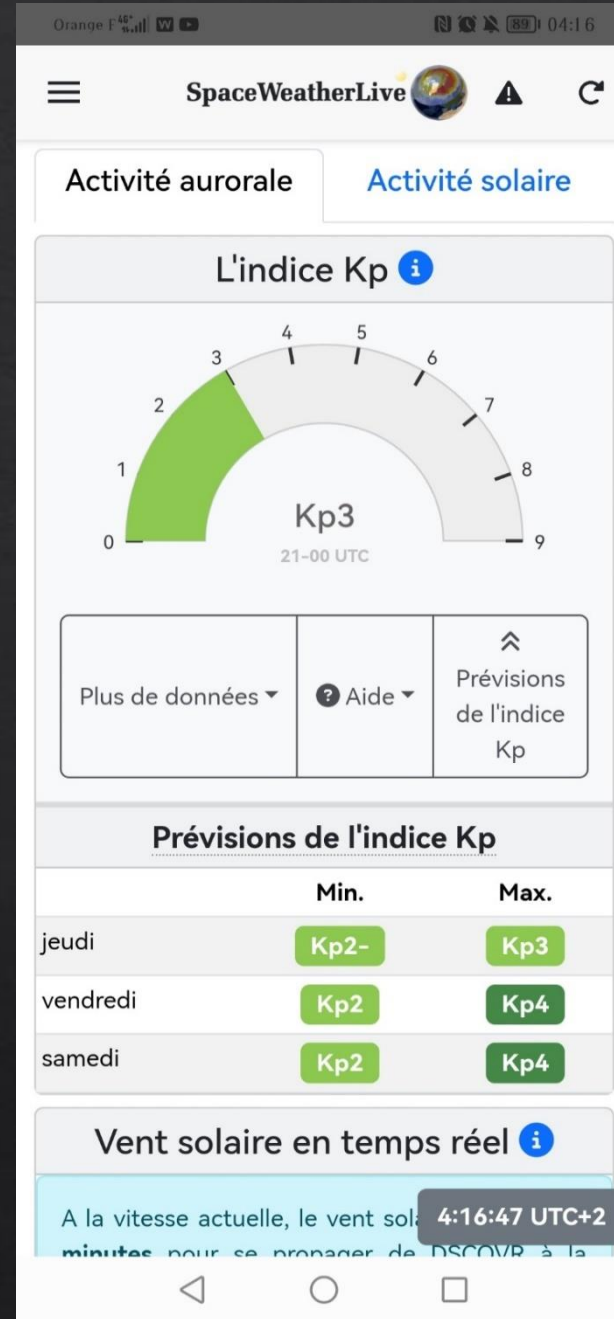 Orange F 89 04:16
SpaceWeatherLive
Activité aurorale Activité solaire
L'indice Kp
0 1 2 3 4 5 6 7 8 9
Kp3
21-00 UTC
Plus de données
Aide
Prévisions
de l'indice
Kp
Prévisions de l'indice Kp
Min. Max.
jeudi Kp2- Kp3
vendredi Kp2 Kp4
samedi Kp2 Kp4
Vent solaire en temps réel
A la vitesse actuelle, le vent 4:16:47 UTC+2
minutes pour se propager de DSCOVR à la